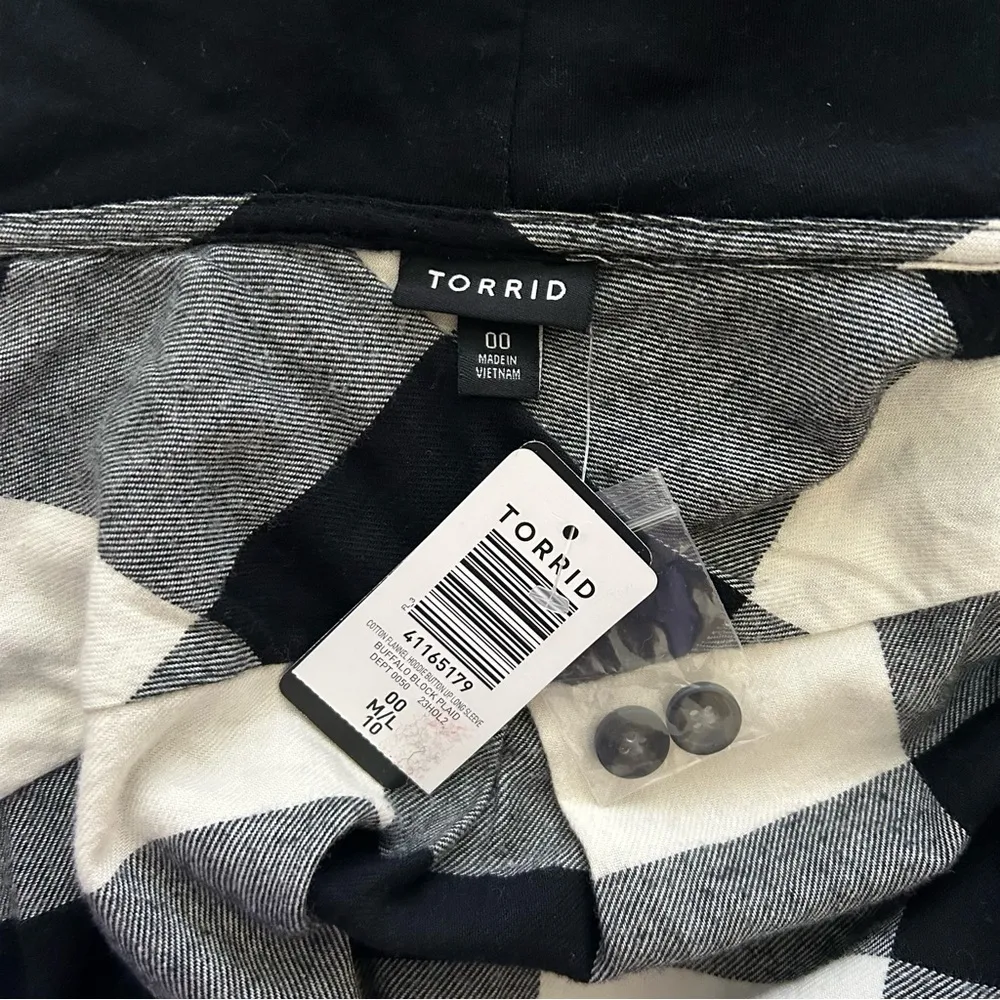 TORRID
00
MADE IN
VIETNAM
TORRID
R_3
41165179
COTTON FLANNEL HOODIE BUTTON UP LONG SLEEVE
BUFFALO BLOCK PLAID
DEPT 0050 23HOL2
00
M/L
10